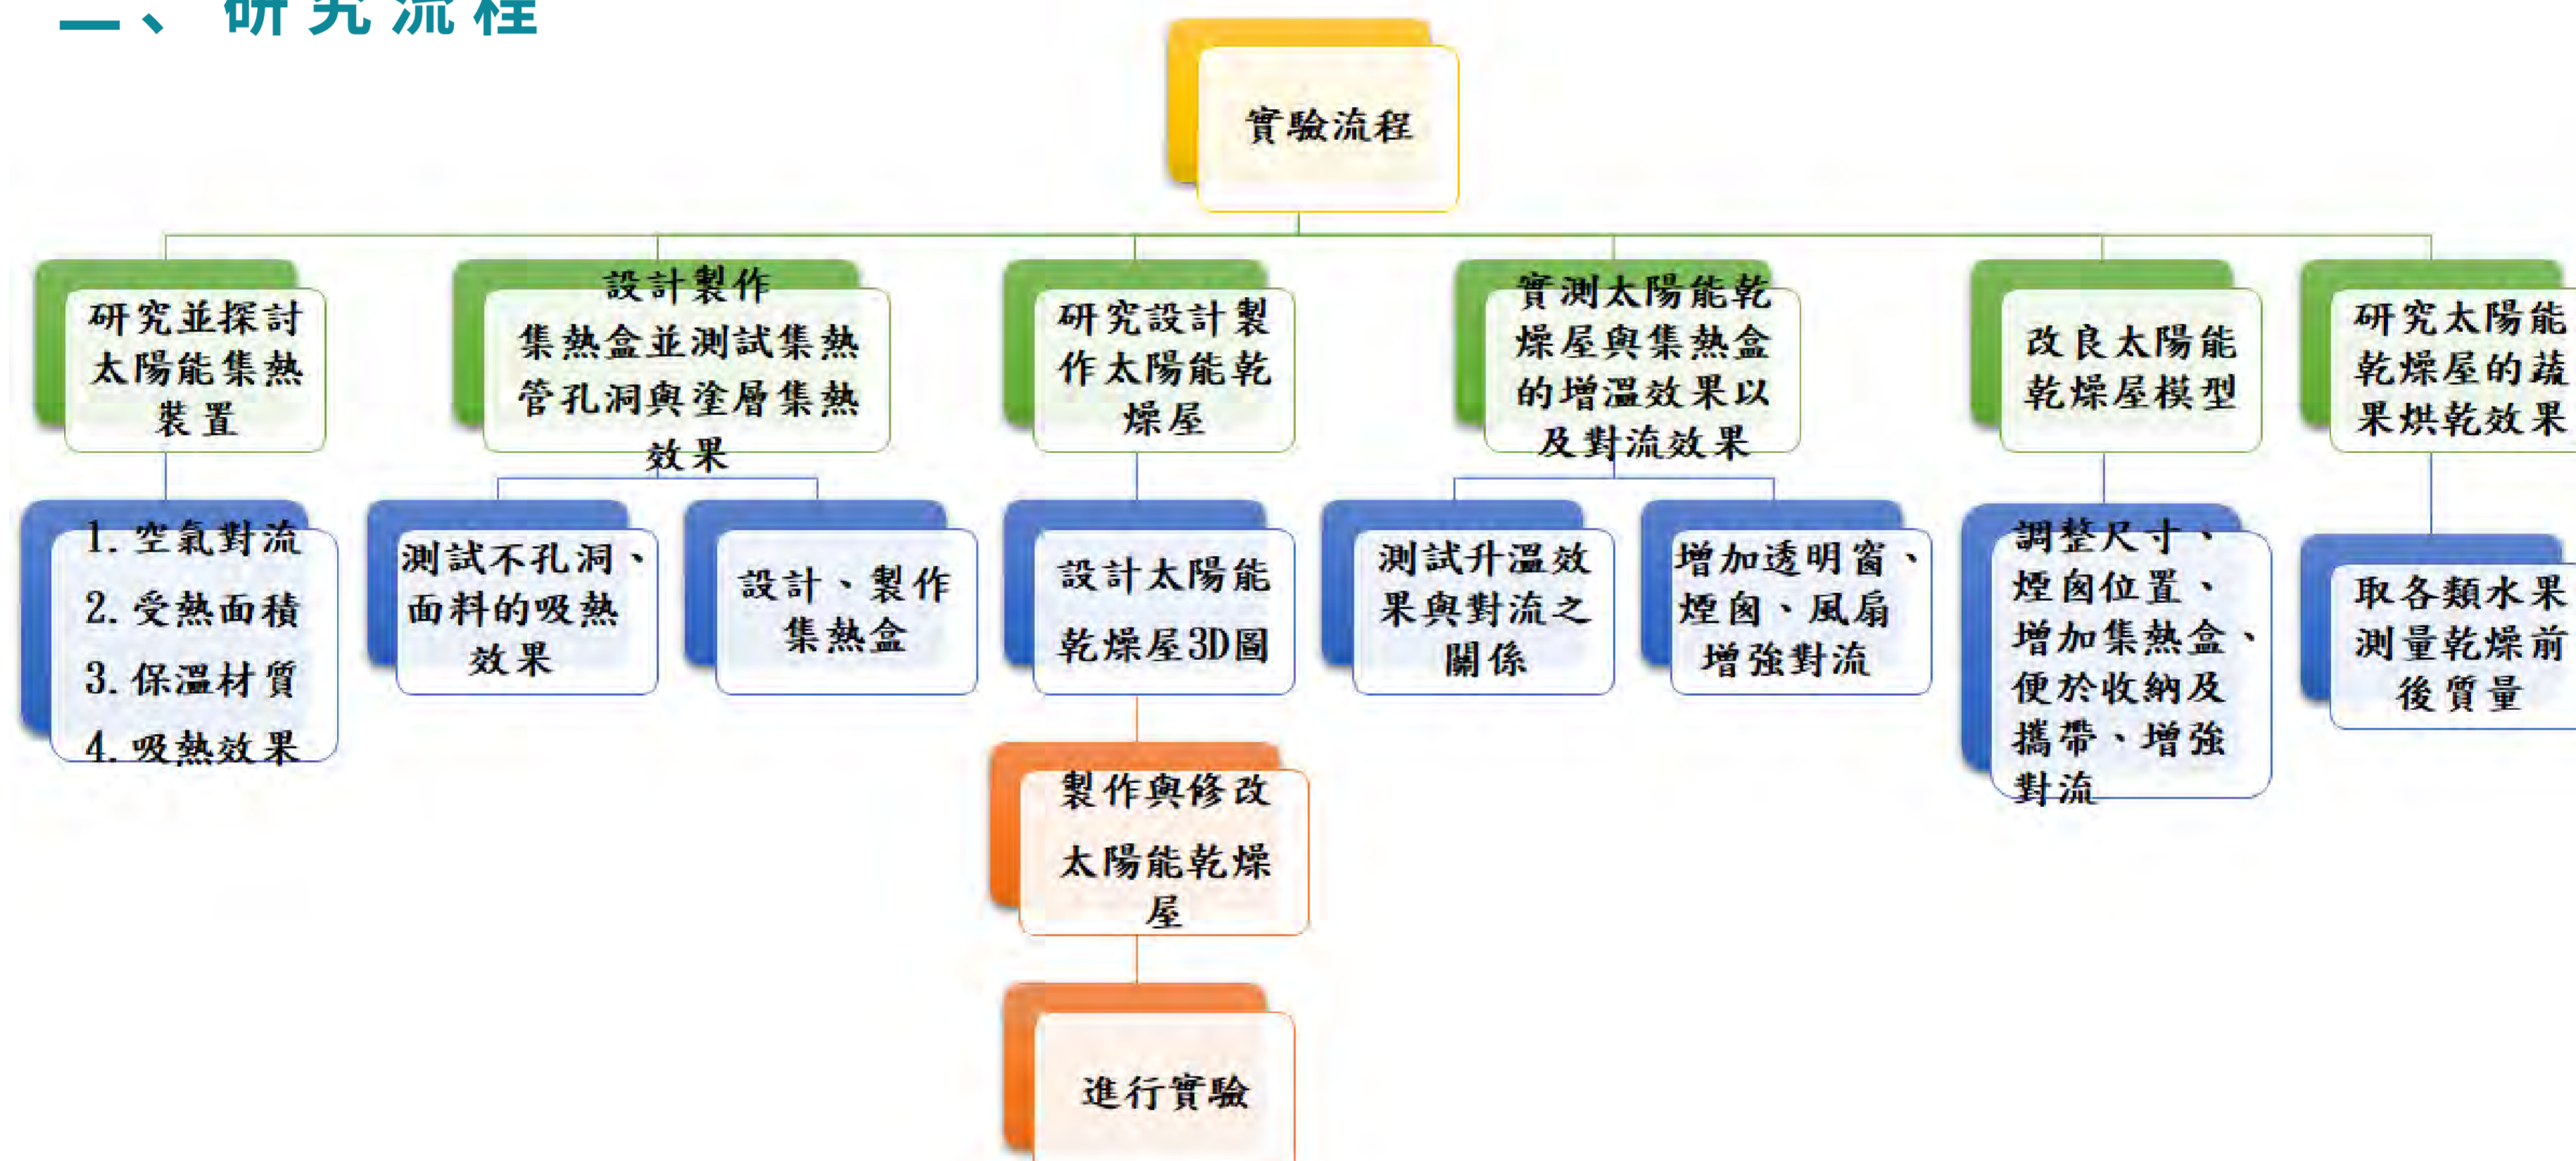 二、研究流程
實驗流程
研究並探討
太陽能集熱
裝置
設計製作
集熱盒並測試集熱
管孔洞與塗層集熱
效果
研究設計製
作太陽能乾
燥屋
實測太陽能乾
燥屋與集熱盒
的增溫效果以
及對流效果
改良太陽能
乾燥屋模型
研究太陽能
乾燥屋的蔬
果烘乾效果
1. 空氣對流
2. 受熱面積
3. 保溫材質
4. 吸熱效果
測試不孔洞、
面料的吸熱
效果
設計、製作
集熱盒
設計太陽能
乾燥屋3D圖
測試升溫效
果與對流之
關係
增加透明窗、
煙囪、風扇
增強對流
調整尺寸、
煙囪位置、
增加集熱盒、
便於收納及
攜帶、增強
對流
取各類水果
測量乾燥前
後質量
製作與修改
太陽能乾燥
屋
進行實驗